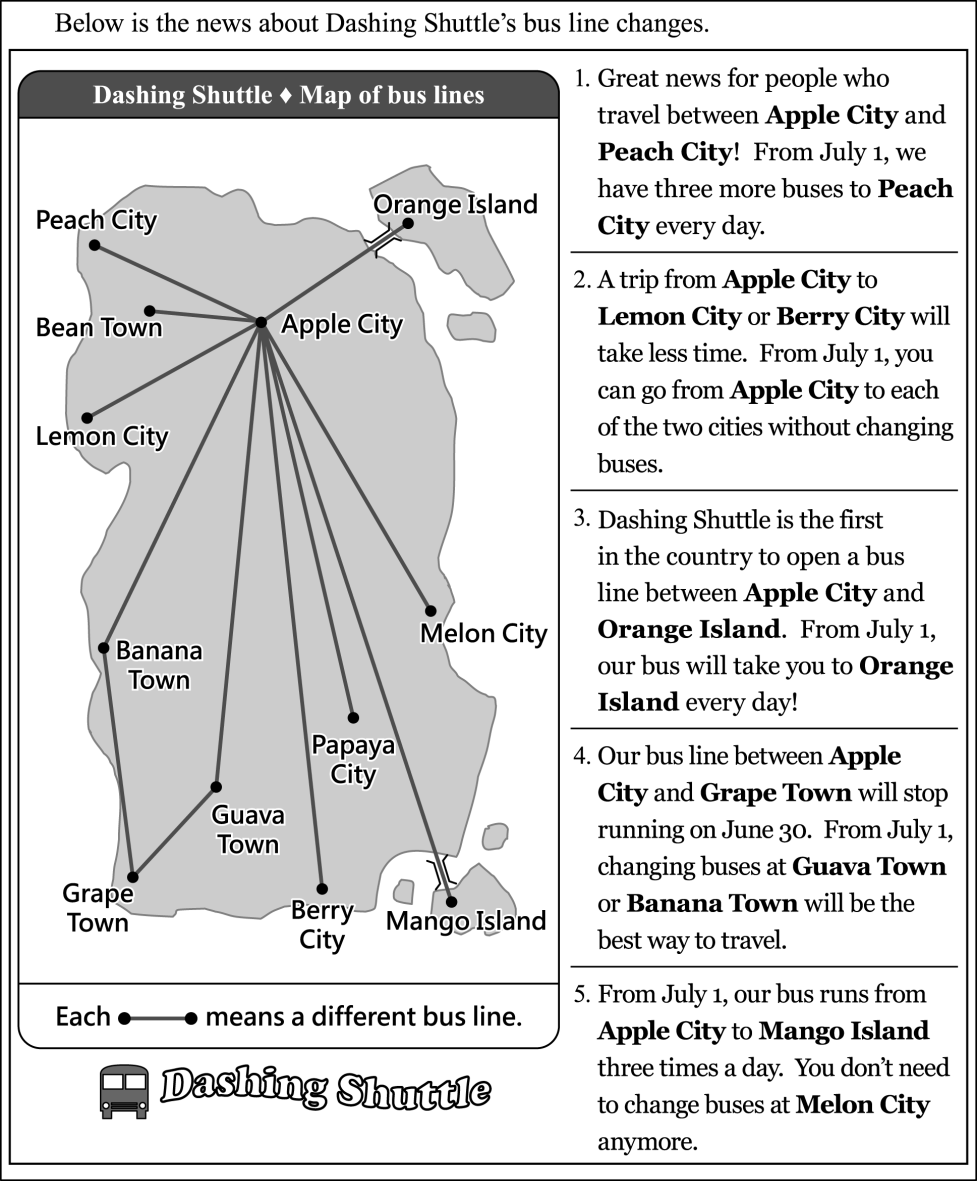 Below is the news about Dashing Shuttle's bus line changes.
Dashing Shuttle ♦ Map of bus lines
Peach City
Orange Island
Bean Town
Apple City
Lemon City
Melon City
Banana
Town
Papaya
City
Guava
Town
Grape
Town
Berry
City
Mango Island
Each means a different bus line.
Dashing Shuttle
1. Great news for people who
travel between Apple City and
Peach City! From July 1, we
have three more buses to Peach
City every day.
2. A trip from Apple City to
Lemon City or Berry City will
take less time. From July 1, you
can go from Apple City to each
of the two cities without changing
buses.
3. Dashing Shuttle is the first
in the country to open a bus
line between Apple City and
Orange Island. From July 1,
our bus will take you to Orange
Island every day!
4. Our bus line between Apple
City and Grape Town will stop
running on June 30. From July 1,
changing buses at Guava Town
or Banana Town will be the
best way to travel.
5. From July 1, our bus runs from
Apple City to Mango Island
three times a day. You don't need
to change buses at Melon City
anymore.